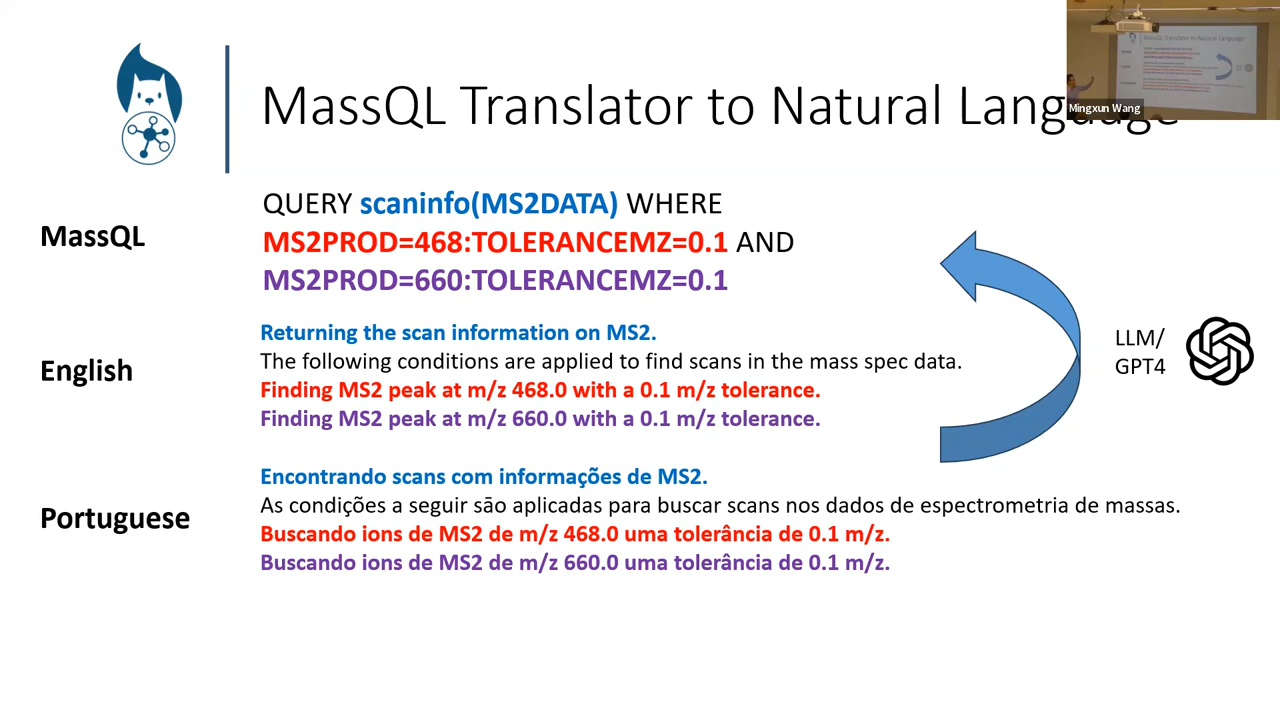 MassQL Translator to Natural Language
Mingxun Wang
MassQL
QUERY scaninfo(MS2DATA) WHERE
MS2PROD=468:TOLERANCEMZ=0.1 AND
MS2PROD=660:TOLERANCEMZ=0.1
English
Returning the scan information on MS2.
The following conditions are applied to find scans in the mass spec data.
Finding MS2 peak at m/z 468.0 with a 0.1 m/z tolerance.
Finding MS2 peak at m/z 660.0 with a 0.1 m/z tolerance.
LLM/
GPT4
Portuguese
Encontrando scans com informações de MS2.
As condições a seguir são aplicadas para buscar scans nos dados de espectrometria de massas.
Buscando ions de MS2 de m/z 468.0 uma tolerância de 0.1 m/z.
Buscando ions de MS2 de m/z 660.0 uma tolerância de 0.1 m/z.